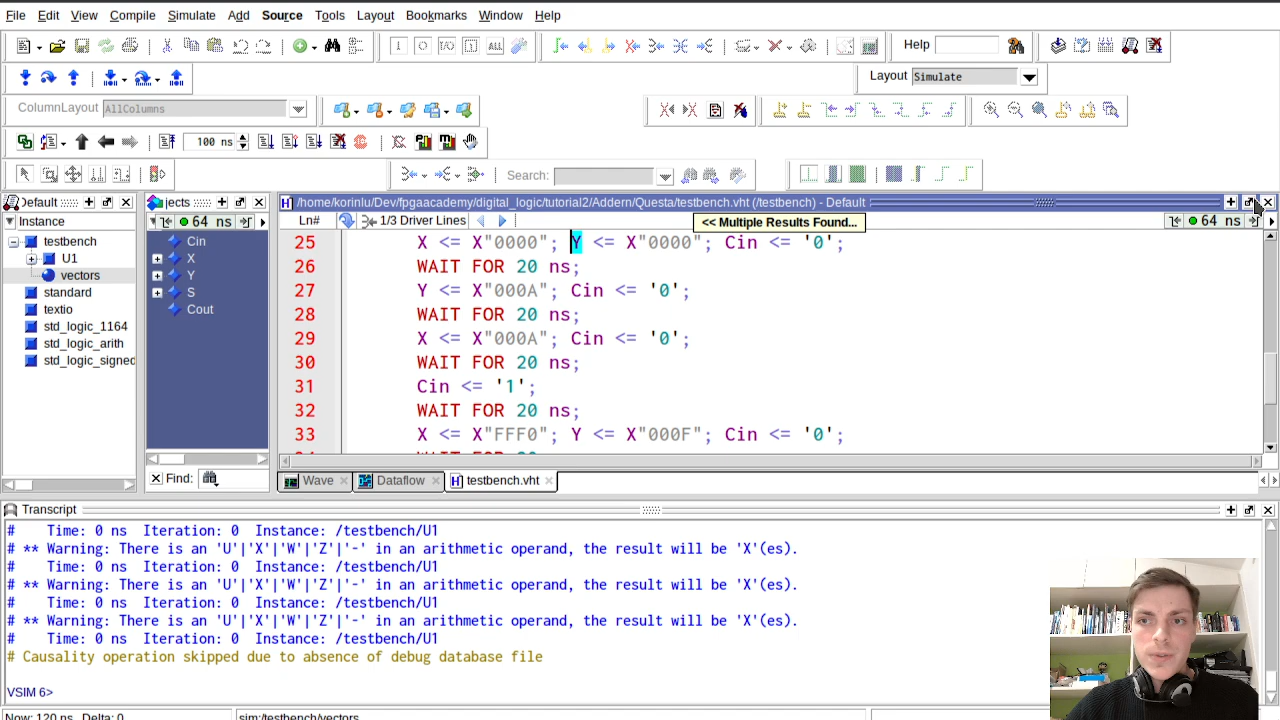 File Edit View Compile Simulate Add Source Tools Layout Bookmarks Window Help
Help
Layout Simulate
ColumnLayout AllColumns
100 ns
Search:
Default
jects
/home/korinlu/Dev/fpgaacademy/digital_logic/tutorial2/Addern/Questa/testbench.vht (/testbench) - Default
Instance
64 ns
Ln#
1/3 Driver Lines
<< Multiple Results Found...
64 ns
testbench
U1
vectors
standard
textio
std_logic_1164
std_logic_arith
std_logic_signed
Cin
X
Y
S
Cout
Find:
25 X <= X"0000"; Y <= X"0000"; Cin <= '0';
26 WAIT FOR 20 ns;
27 Y <= X"000A"; Cin <= '0';
28 WAIT FOR 20 ns;
29 X <= X"000A"; Cin <= '0';
30 WAIT FOR 20 ns;
31 Cin <= '1';
32 WAIT FOR 20 ns;
33 X <= X"FFF0"; Y <= X"000F"; Cin <= '0';
Wave Dataflow testbench.vht
Transcript
# Time: 0 ns Iteration: 0 Instance: /testbench/U1
# ** Warning: There is an 'U'|'X'|'W'|'Z'|'-' in an arithmetic operand, the result will be 'X'(es).
# Time: 0 ns Iteration: 0 Instance: /testbench/U1
# ** Warning: There is an 'U'|'X'|'W'|'Z'|'-' in an arithmetic operand, the result will be 'X'(es).
# Time: 0 ns Iteration: 0 Instance: /testbench/U1
# ** Warning: There is an 'U'|'X'|'W'|'Z'|'-' in an arithmetic operand, the result will be 'X'(es).
# Time: 0 ns Iteration: 0 Instance: /testbench/U1
# Causality operation skipped due to absence of debug database file
VSIM 6>
Now: 120 ns Delta: 0
sim:/testbench/vectors